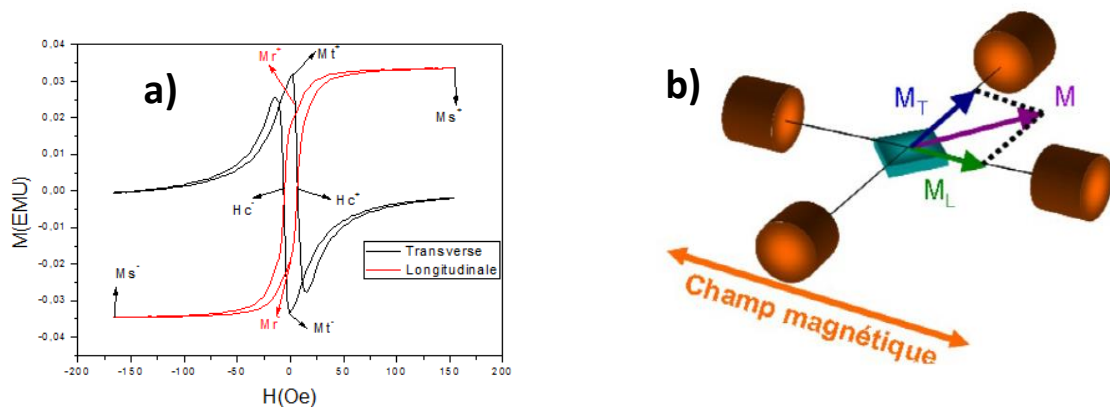 a)
Mr+
Mt+
Ms+
Hc-
Hc+
Ms-
Mr-
Mt-
M(EMU)
0.04
0.03
0.02
0.01
0.00
-0.01
-0.02
-0.03
-0.04
Transverse
Longitudinale
-200 -150 -100 -50 0 50 100 150 200
H(Oe)
b)
MT
M
ML
Champ magnétique